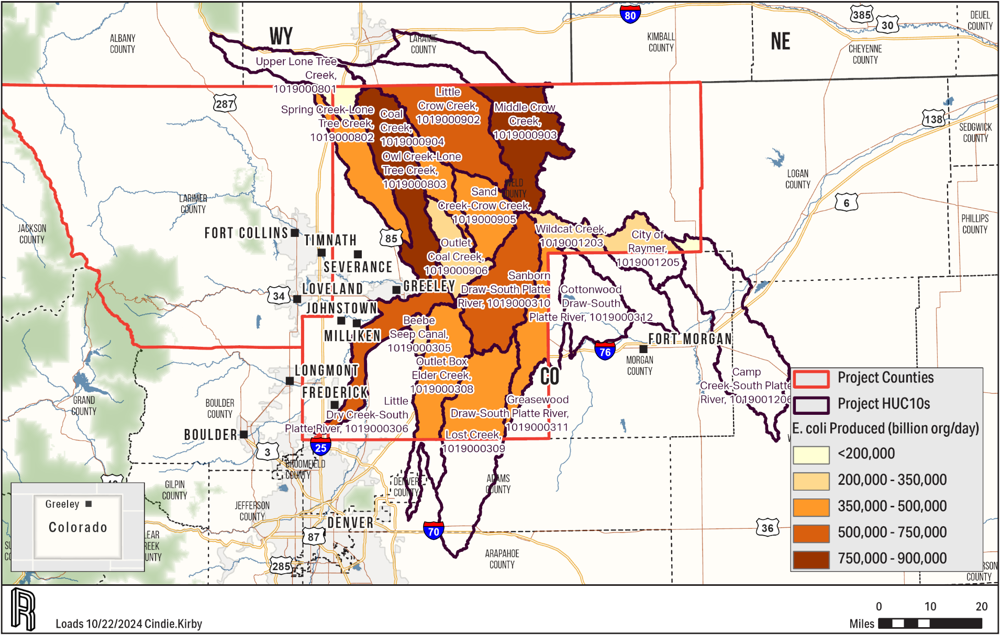 80
385
30
DEUEL
COUNTY
WY
NE
ALBANY
COUNTY
LARAMIE
COUNTY
KIMBALL
COUNTY
CHEYENNE
COUNTY
Upper Lone Tree
Creek,
1019000801
287
Little
Crow Creek,
1019000902
Middle Crow
Creek,
1019000903
Spring Creek-Lone
Tree Creek,
1019000802
Coal
Creek,
1019000904
138
SEDGWICK
COUNTY
Owl Creek-Lone
Tree Creek,
1019000803
LOGAN
COUNTY
WELD
COUNTY
Sand
Creek-Crow Creek,
1019000905
LARIMER
COUNTY
6
PHILLIPS
COUNTY
JACKSON
COUNTY
FORT COLLINS
TIMNATH
85
SEVERANCE
Wildcat Creek,
1019001203
City of
Raymer,
1019001205
Outlet
Coal Creek,
1019000906
34
LOVELAND
GREELEY
Sanborn
Draw-South Platte
River, 1019000310
Cottonwood
Draw-South
Platte River, 1019000312
JOHNSTOWN
MILLIKEN
Beebe
Seep Canal,
1019000305
FORT MORGAN
76
MORGAN
COUNTY
LONGMONT
Outlet Box
Elder Creek,
1019000308
CO
Camp
Creek-South Platte
River, 1019001206
FREDERICK
GRAND
COUNTY
BOULDER
COUNTY
Little
Dry Creek-South
Platte River, 1019000306
Greasewood
Draw-South Platte River,
1019000311
BOULDER
3
25
Lost Creek,
1019000309
BROOMFIELD
COUNTY
GILPIN
COUNTY
DENVER
COUNTY
ADAMS
COUNTY
JEFFERSON
COUNTY
DENVER
87
70
36
285
ARAPAHOE
COUNTY
LEAR
REEK
UNTY
RSON
COUNTY
Greeley
Colorado
Project Counties
Project HUC10s
E. coli Produced (billion org/day)
<200,000
200,000 - 350,000
350,000 - 500,000
500,000 - 750,000
750,000 - 900,000
Loads 10/22/2024 Cindie.Kirby
0 10 20
Miles